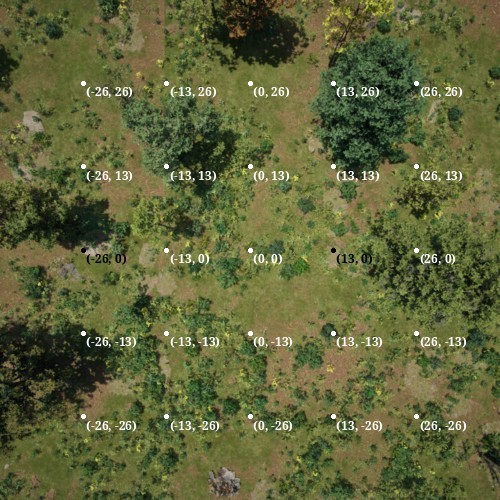 (-26, 26) (-13, 26) (0, 26) (13, 26) (26, 26)
(-26, 13) (-13, 13) (0, 13) (13, 13) (26, 13)
(-26, 0) (-13, 0) (0, 0) (13, 0) (26, 0)
(-26, -13) (-13, -13) (0, -13) (13, -13) (26, -13)
(-26, -26) (-13, -26) (0, -26) (13, -26) (26, -26)